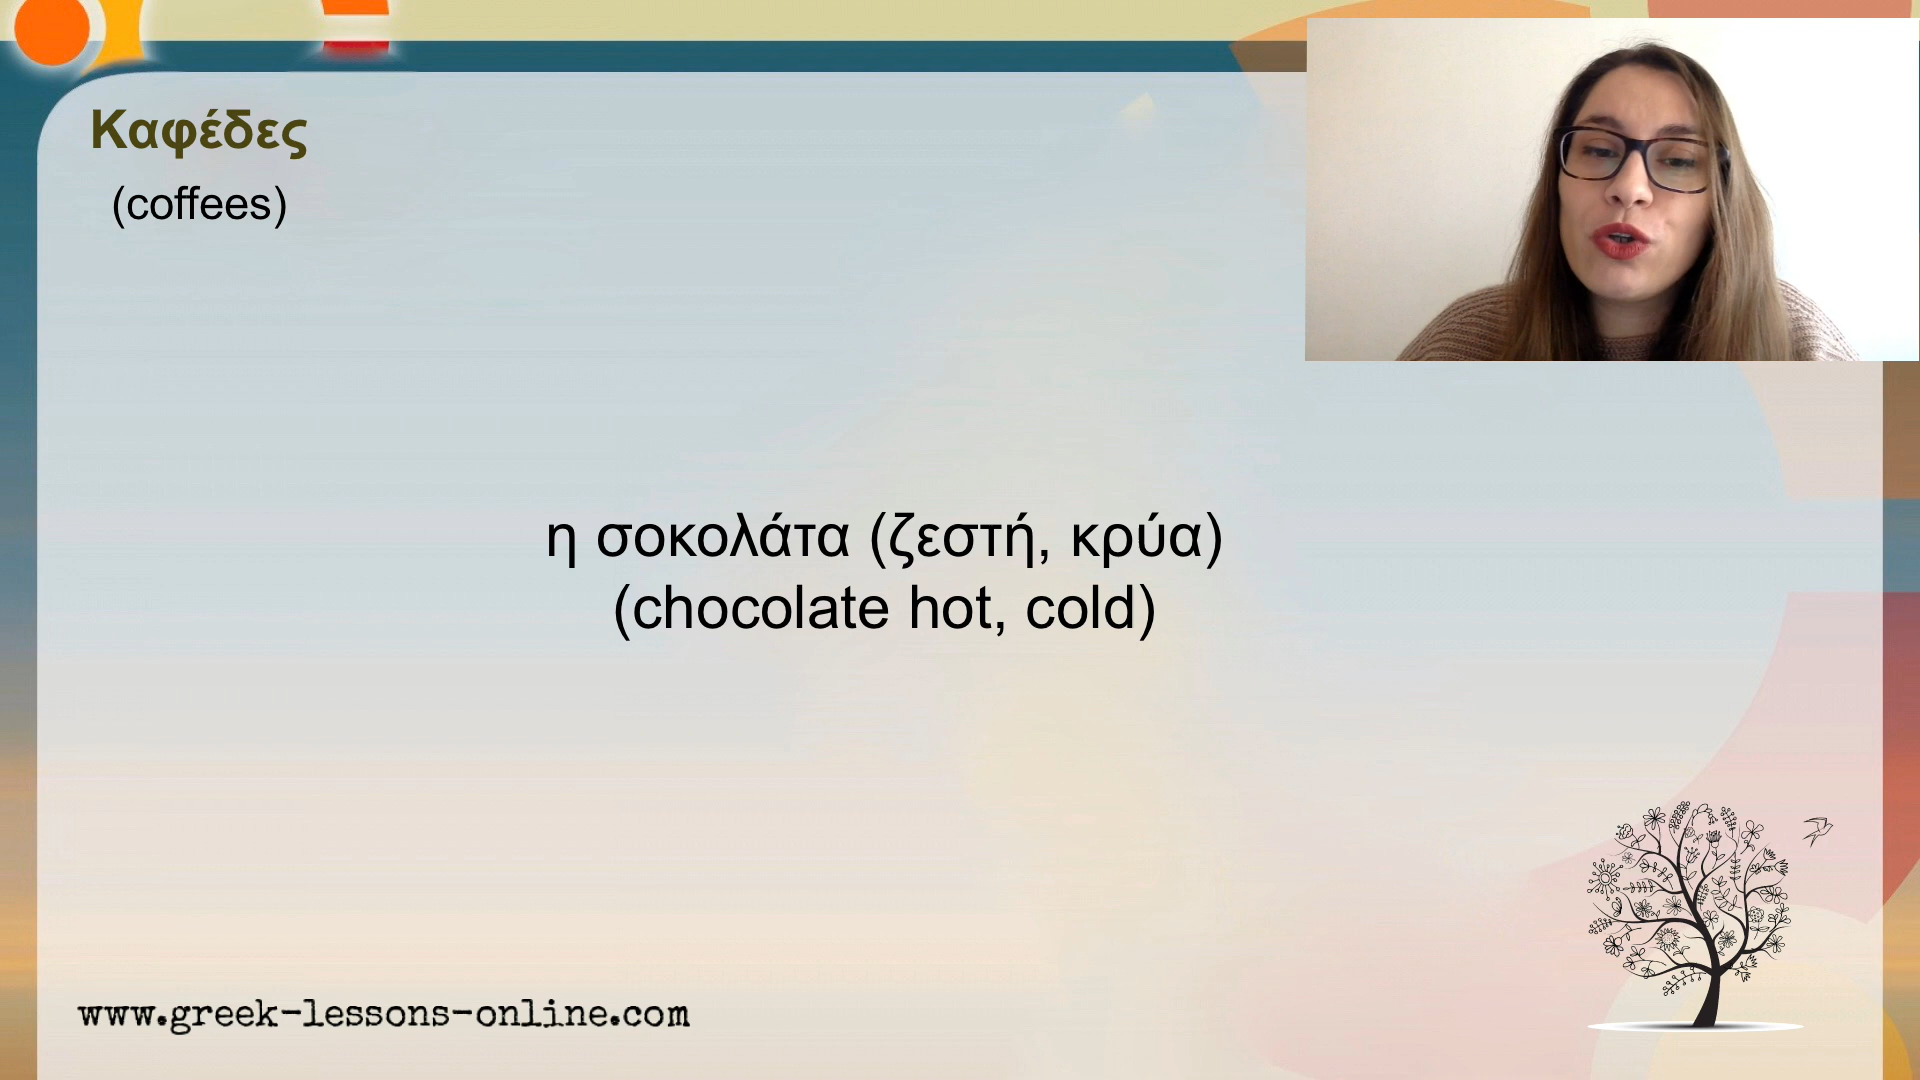 Καφέδες
(coffees)
η σοκολάτα (ζεστή, κρύα)
(chocolate hot, cold)
www.greek-lessons-online.com